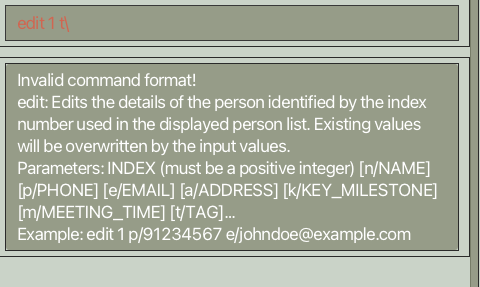 edit 1 t\
Invalid command format!
edit: Edits the details of the person identified by the index
number used in the displayed person list. Existing values
will be overwritten by the input values.
Parameters: INDEX (must be a positive integer) [n/NAME]
[p/PHONE] [e/EMAIL] [a/ADDRESS] [k/KEY_MILESTONE]
[m/MEETING_TIME] [t/TAG]...
Example: edit 1 p/91234567 e/johndoe@example.com